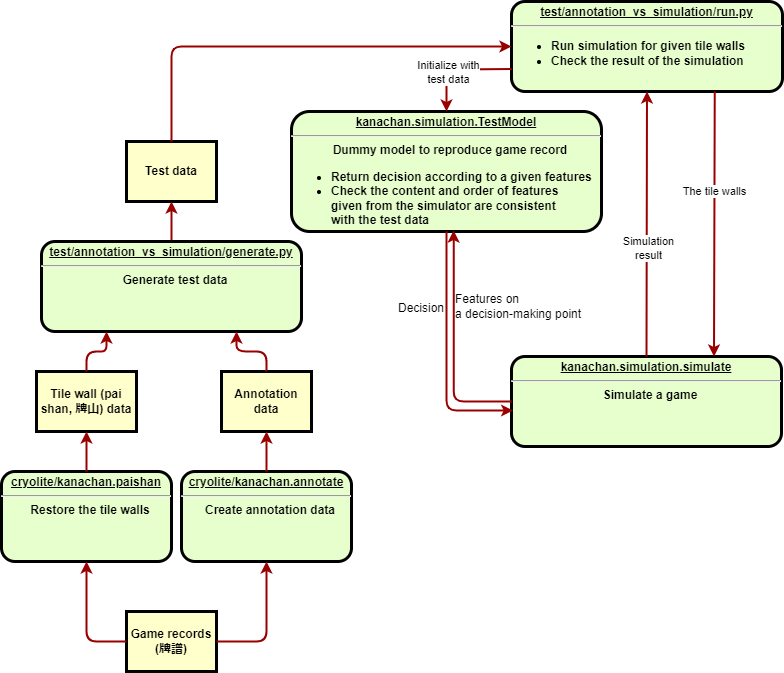 test/annotation_vs_simulation/run.py
• Run simulation for given tile walls
• Check the result of the simulation
Initialize with
test data
kanachan.simulation.TestModel
Dummy model to reproduce game record
• Return decision according to a given features
• Check the content and order of features
given from the simulator are consistent
with the test data
Test data
The tile walls
Simulation
result
test/annotation_vs_simulation/generate.py
Generate test data
Decision
Features on
a decision-making point
kanachan.simulation.simulate
Simulate a game
Tile wall (pai
shan, 牌山) data
Annotation
data
cryolite/kanachan.paishan
Restore the tile walls
cryolite/kanachan.annotate
Create annotation data
Game records
(牌譜)